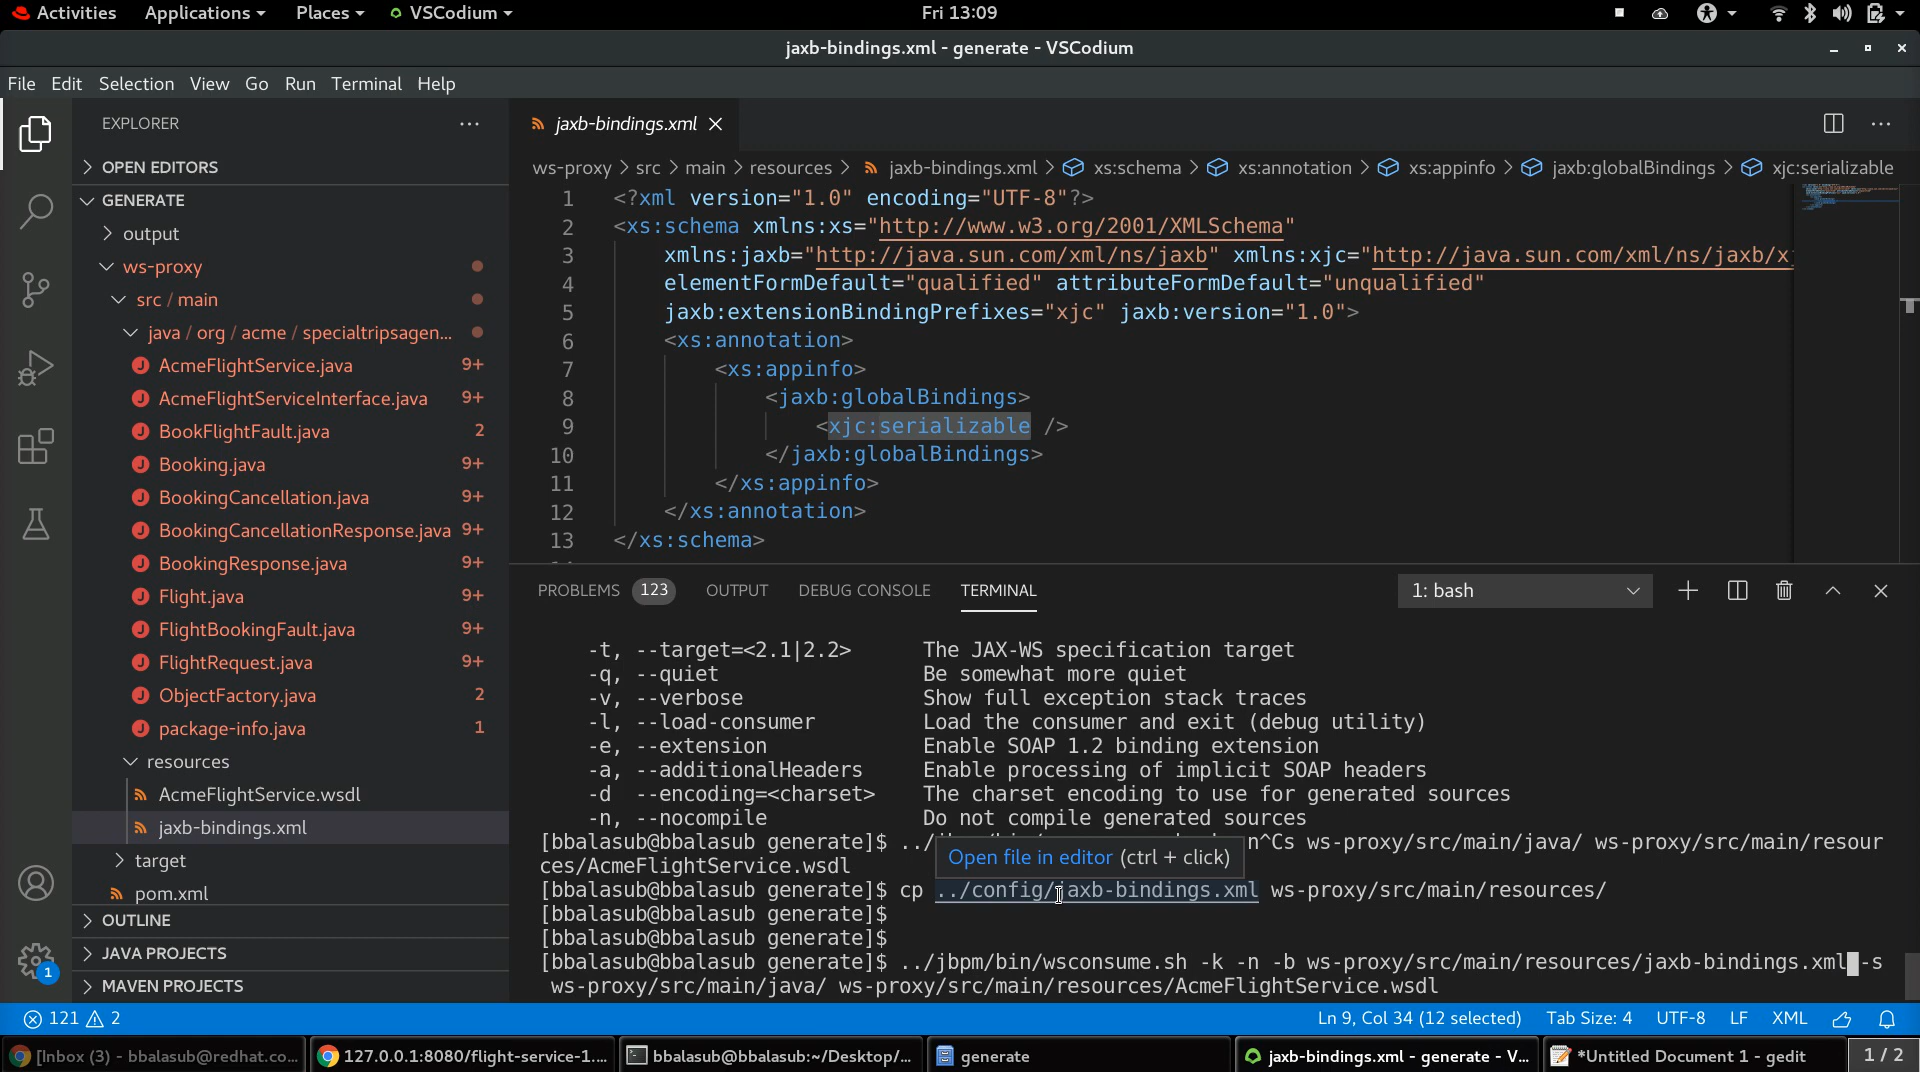 Activities Applications Places VSCodium Fri 13:09
jaxb-bindings.xml - generate - VSCodium
File Edit Selection View Go Run Terminal Help
EXPLORER
OPEN EDITORS
GENERATE
output
ws-proxy
src / main
java / org / acme / specialtripsagen...
AcmeFlightService.java 9+
AcmeFlightServiceInterface.java 9+
BookFlightFault.java 2
Booking.java 9+
BookingCancellation.java 9+
BookingCancellationResponse.java 9+
BookingResponse.java 9+
Flight.java 9+
FlightBookingFault.java 9+
FlightRequest.java 9+
ObjectFactory.java 2
package-info.java 1
resources
AcmeFlightService.wsdl
jaxb-bindings.xml
target
pom.xml
OUTLINE
JAVA PROJECTS
MAVEN PROJECTS
1
jaxb-bindings.xml
ws-proxy > src > main > resources > jaxb-bindings.xml > xs:schema > xs:annotation > xs:appinfo > jaxb:globalBindings > xjc:serializable
1 <?xml version="1.0" encoding="UTF-8"?>
2 <xs:schema xmlns:xs="http://www.w3.org/2001/XMLSchema"
3 xmlns:jaxb="http://java.sun.com/xml/ns/jaxb" xmlns:xjc="http://java.sun.com/xml/ns/jaxb/x
4 elementFormDefault="qualified" attributeFormDefault="unqualified"
5 jaxb:extensionBindingPrefixes="xjc" jaxb:version="1.0">
6 <xs:annotation>
7 <xs:appinfo>
8 <jaxb:globalBindings>
9 <xjc:serializable />
10 </jaxb:globalBindings>
11 </xs:appinfo>
12 </xs:annotation>
13 </xs:schema>
PROBLEMS 123 OUTPUT DEBUG CONSOLE TERMINAL 1: bash
-t, --target=<2.1|2.2> The JAX-WS specification target
-q, --quiet Be somewhat more quiet
-v, --verbose Show full exception stack traces
-l, --load-consumer Load the consumer and exit (debug utility)
-e, --extension Enable SOAP 1.2 binding extension
-a, --additionalHeaders Enable processing of implicit SOAP headers
-d --encoding=<charset> The charset encoding to use for generated sources
-n, --nocompile Do not compile generated sources
[bbalasub@bbalasub generate]$ ../ n^Cs ws-proxy/src/main/java/ ws-proxy/src/main/resour
ces/AcmeFlightService.wsdl
Open file in editor (ctrl + click)
[bbalasub@bbalasub generate]$ cp ../config/jaxb-bindings.xml ws-proxy/src/main/resources/
[bbalasub@bbalasub generate]$
[bbalasub@bbalasub generate]$
[bbalasub@bbalasub generate]$ ../jbpm/bin/wsconsume.sh -k -n -b ws-proxy/src/main/resources/jaxb-bindings.xml -s
ws-proxy/src/main/java/ ws-proxy/src/main/resources/AcmeFlightService.wsdl
121 2 Ln 9, Col 34 (12 selected) Tab Size: 4 UTF-8 LF XML
[Inbox (3) - bbalasub@redhat.co... 127.0.0.1:8080/flight-service-1.... bbalasub@bbalasub:~/Desktop/... generate jaxb-bindings.xml - generate - V... *Untitled Document 1 - gedit 1 / 2